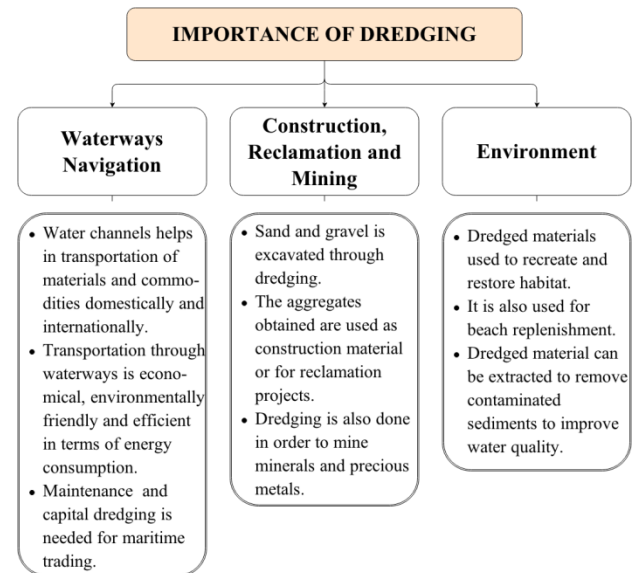 IMPORTANCE OF DREDGING
Waterways
Navigation
• Water channels helps
in transportation of
materials and commo-
dities domestically and
internationally.
• Transportation through
waterways is econo-
mical, environmentally
friendly and efficient
in terms of energy
consumption.
• Maintenance and
capital dredging is
needed for maritime
trading.
Construction,
Reclamation and
Mining
• Sand and gravel is
excavated through
dredging.
• The aggregates
obtained are used as
construction material
or for reclamation
projects.
• Dredging is also done
in order to mine
minerals and precious
metals.
Environment
• Dredged materials
used to recreate and
restore habitat.
• It is also used for
beach replenishment.
• Dredged material can
be extracted to remove
contaminated
sediments to improve
water quality.